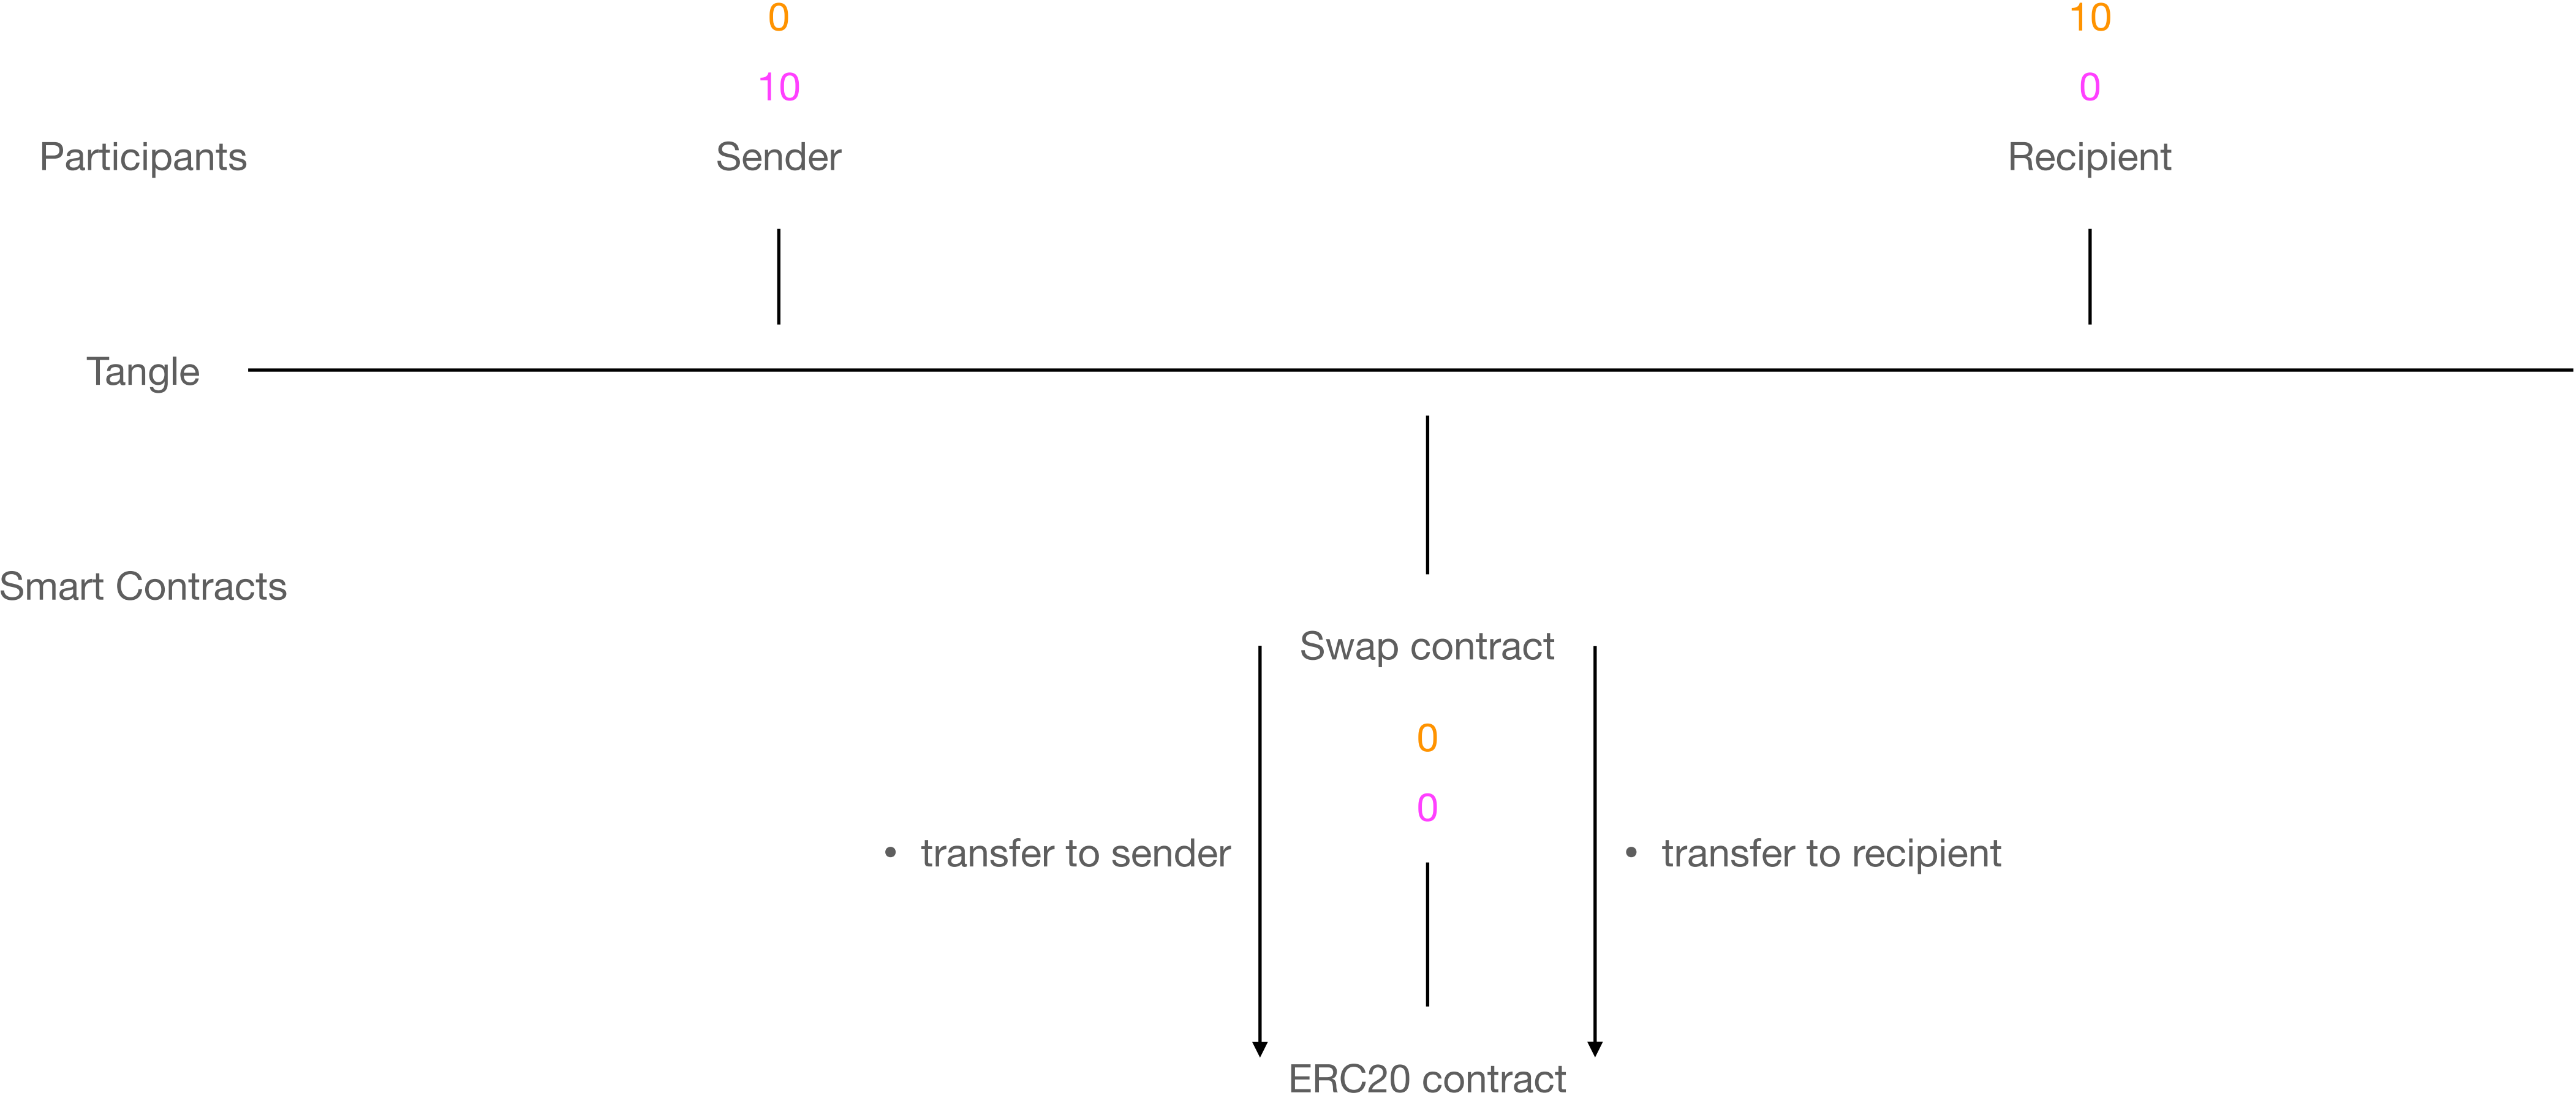 0
10
10
0
Participants
Sender
Recipient
Tangle
Smart Contracts
Swap contract
0
0
• transfer to sender
• transfer to recipient
ERC20 contract